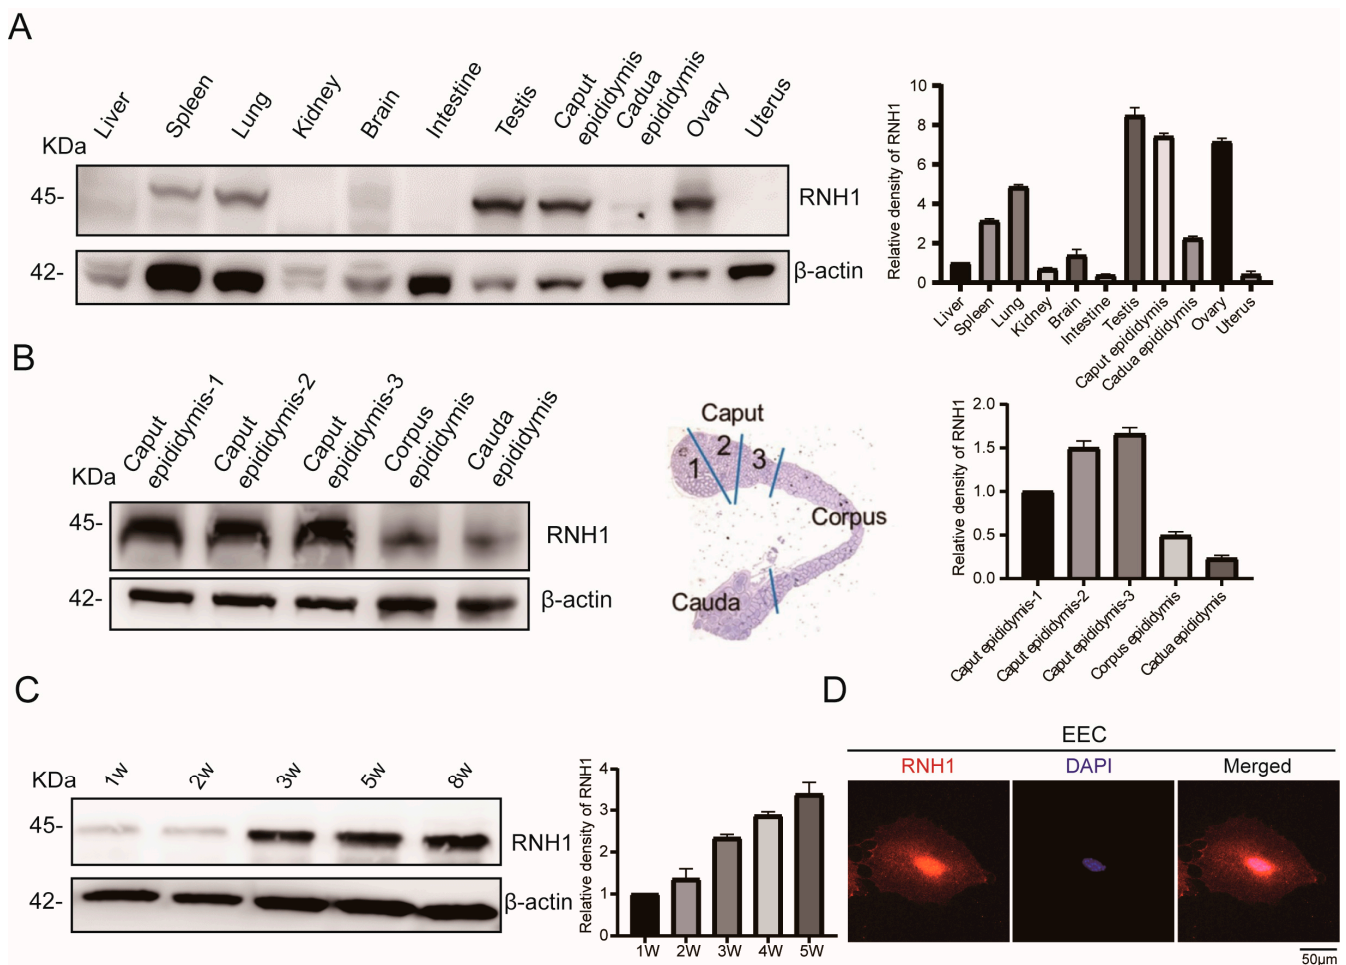 A
Liver
Spleen
Lung
Kidney
Brain
Intestine
Testis
Caput
epididymis
Cadua
epididymis
Ovary
Uterus
KDa
45-
RNH1
42-
β-actin
Relative density of RNH1
10
8
6
4
2
0
Liver
Spleen
Lung
Kidney
Brain
Intestine
Testis
Caput epididymis
Cadua epididymis
Ovary
Uterus
B
Caput
epididymis-1
Caput
epididymis-2
Caput
epididymis-3
Corpus
epididymis
Cauda
epididymis
KDa
45-
RNH1
42-
β-actin
Caput
1
2
3
Corpus
Cauda
Relative density of RNH1
2.0
1.5
1.0
0.5
0.0
Caput epididymis-1
Caput epididymis-2
Caput epididymis-3
Corpus epididymis
Cadua epididymis
C
KDa
1w
2w
3w
5w
8w
45-
RNH1
42-
β-actin
Relative density of RNH1
4
3
2
1
0
1W
2W
3W
4W
5W
D
EEC
RNH1
DAPI
Merged
50μm